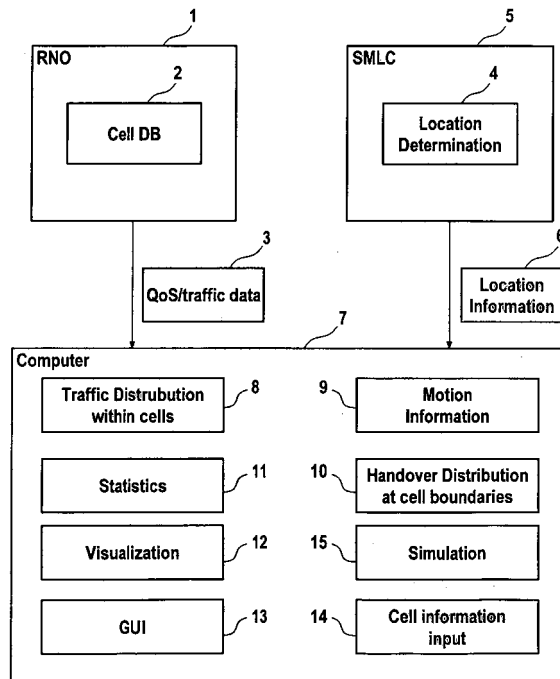 1
5
RNO
SMLC
2
4
Cell DB
Location
Determination
3
6
QoS/traffic data
Location
Information
7
Computer
Traffic Distrubution
within cells
8
9
Motion
Information
Statistics
11
10
Handover Distribution
at cell boundaries
Visualization
12
15
Simulation
GUI
13
14
Cell information
input